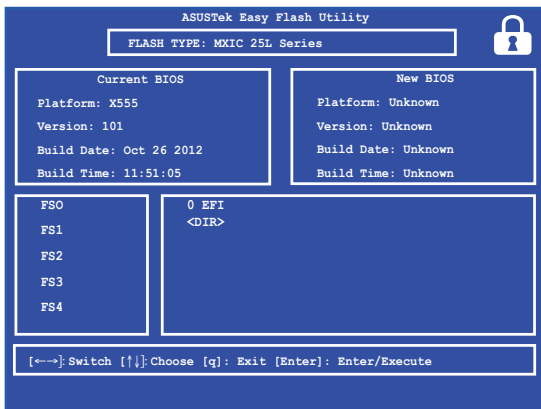 ASUSTek Easy Flash Utility
FLASH TYPE: MXIC 25L Series
Current BIOS
Platform: X555
Version: 101
Build Date: Oct 26 2012
Build Time: 11:51:05
New BIOS
Platform: Unknown
Version: Unknown
Build Date: Unknown
Build Time: Unknown
FSO
FS1
FS2
FS3
FS4
0 EFI
<DIR>
[←→]: Switch [↑↓]: Choose [q]: Exit [Enter]: Enter/Execute